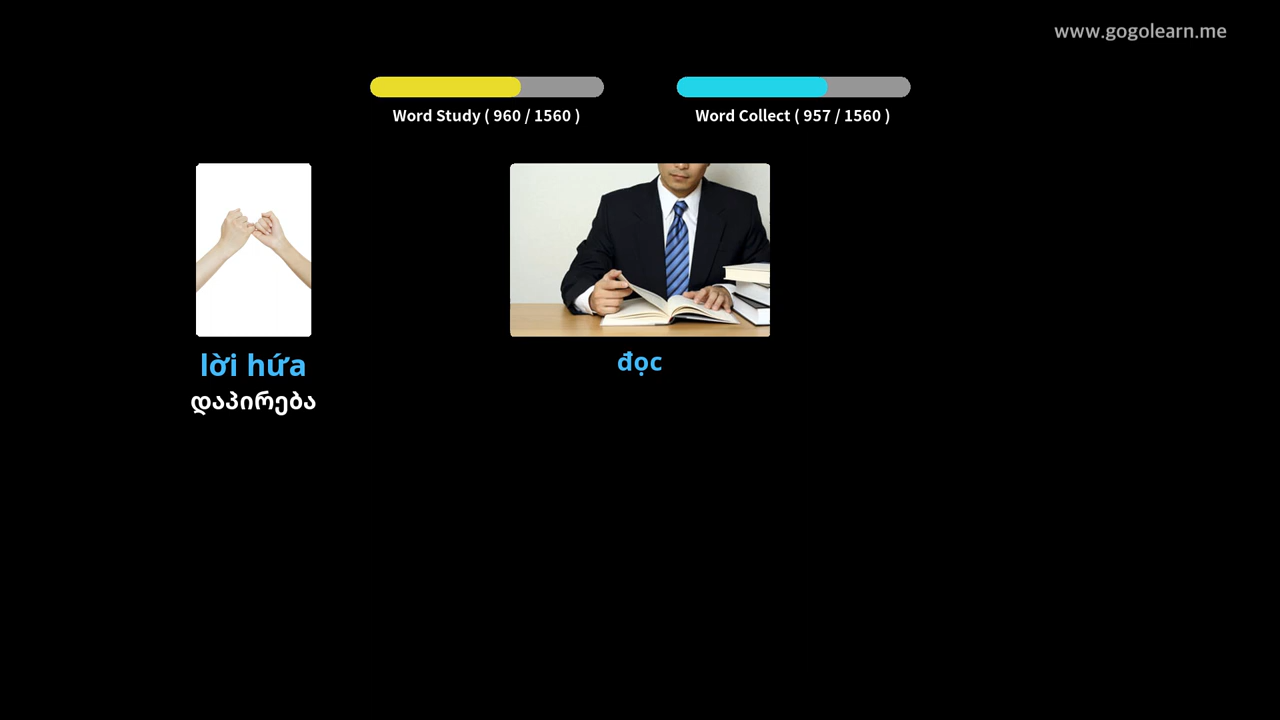 www.gogolearn.me
Word Study ( 960 / 1560 )
Word Collect ( 957 / 1560 )
lời hứa
დაპირება
đọc